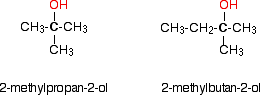 OH
CH₃-C-CH₃
CH₃
2-methylpropan-2-ol
OH
CH₃-CH₂-C-CH₃
CH₃
2-methylbutan-2-ol